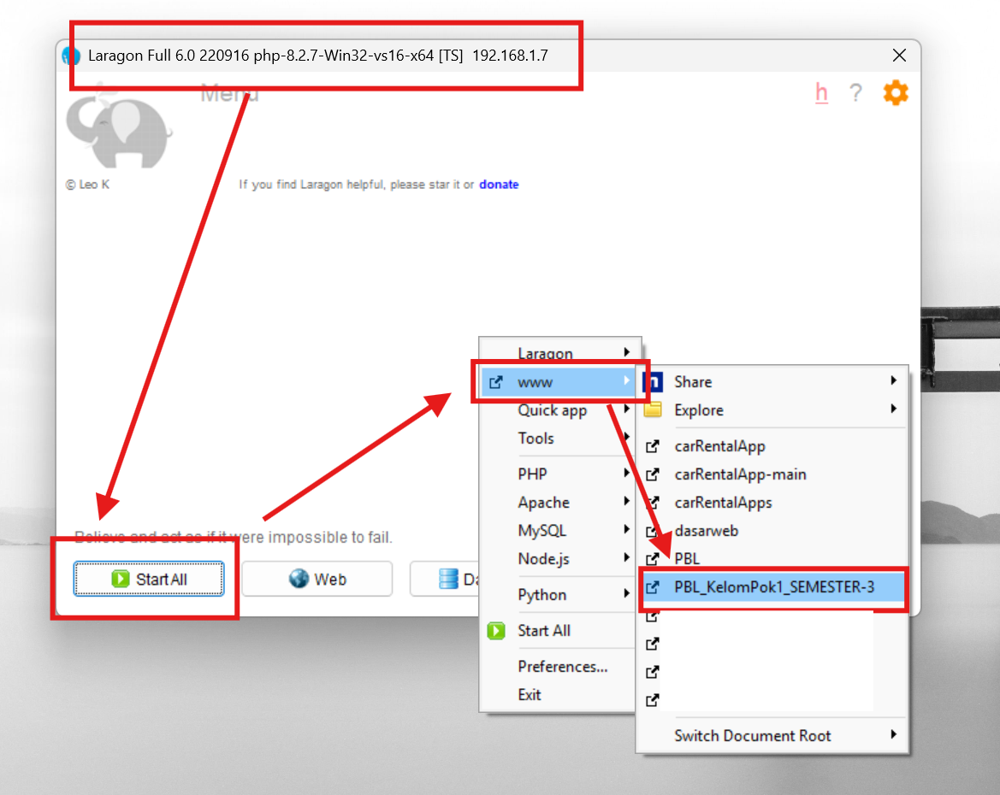 Laragon Full 6.0 220916 php-8.2.7-Win32-vs16-x64 [TS] 192.168.1.7
Menu
h ?
© Leo K
If you find Laragon helpful, please star it or donate
Laragon
www
Quick app
Tools
PHP
Apache
MySQL
Node.js
Python
Start All
Preferences...
Exit
n Share
Explore
carRentalApp
carRentalApp-main
carRentalApps
dasarweb
PBL
PBL_KelomPok1_SEMESTER-3
Switch Document Root
Believe and act as if it were impossible to fail.
Start All
Web